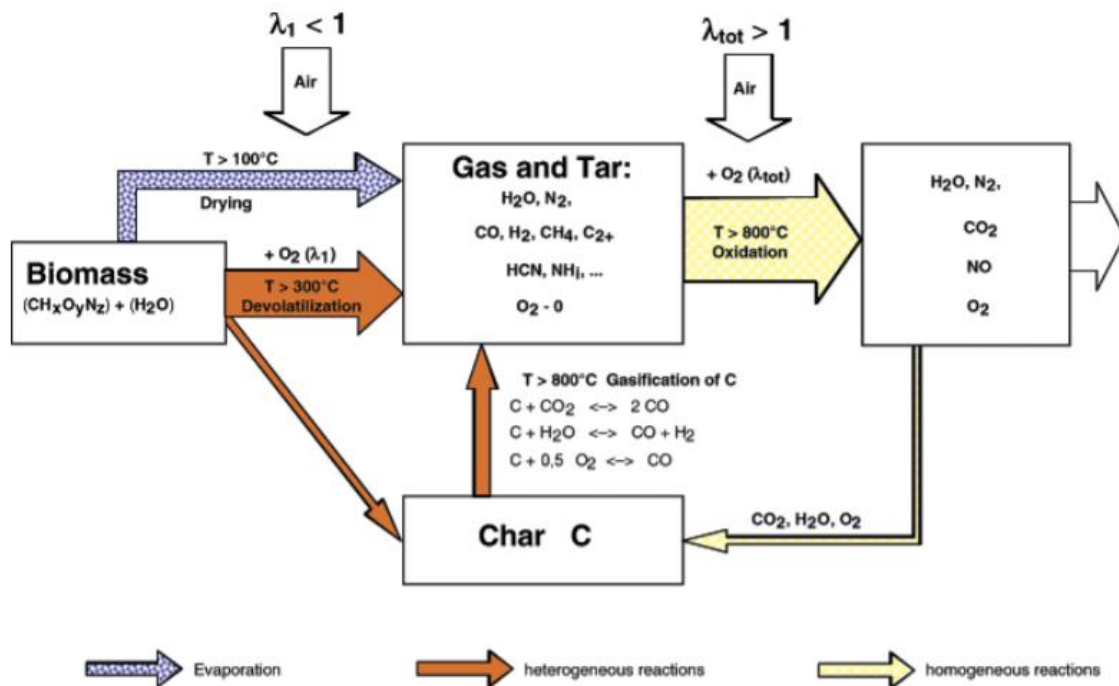 λ₁ < 1
λtot > 1
Air
Air
T > 100°C
Drying
Gas and Tar:
H₂O, N₂,
CO, H₂, CH₄, C₂₊
HCN, NHᵢ, ...
O₂ - 0
+ O₂ (λtot)
T > 800°C
Oxidation
H₂O, N₂,
CO₂
NO
O₂
Biomass
(CHxOyNz) + (H₂O)
+ O₂ (λ₁)
T > 300°C
Devolatilization
T > 800°C Gasification of C
C + CO₂ <–> 2 CO
C + H₂O <–> CO + H₂
C + 0,5 O₂ <–> CO
Char C
CO₂, H₂O, O₂
Evaporation
heterogeneous reactions
homogeneous reactions